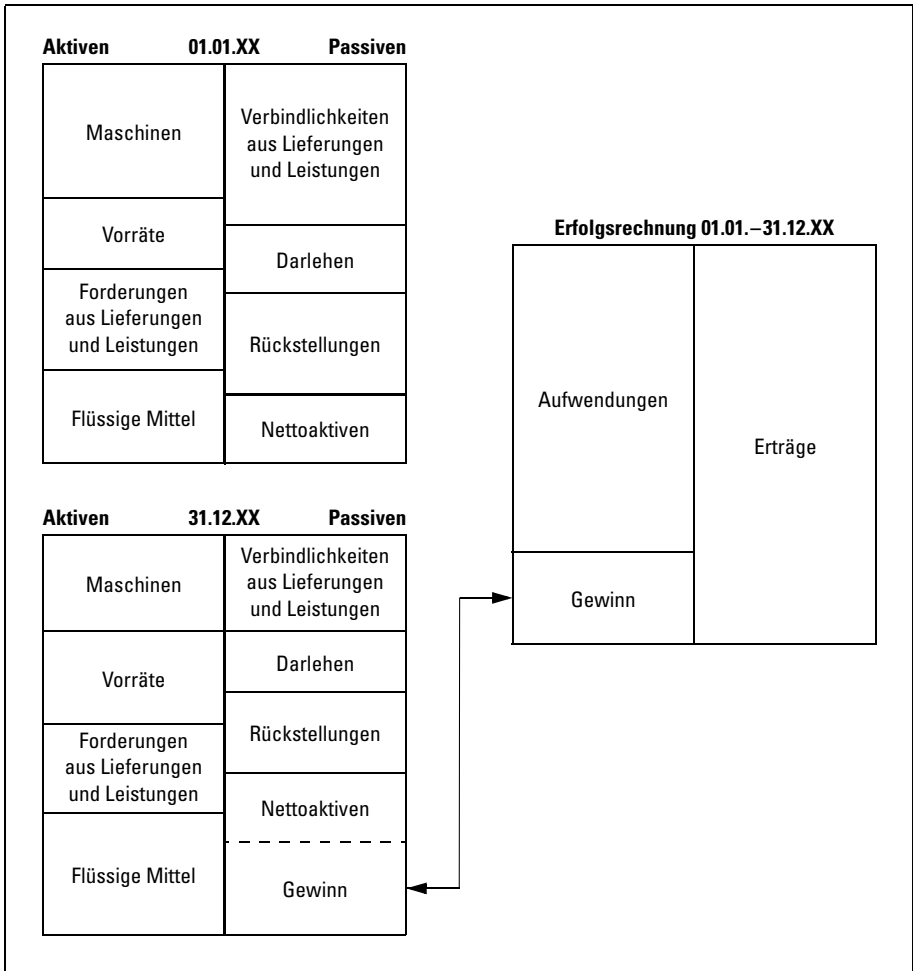 Aktiven 01.01.XX Passiven
Maschinen
Vorräte
Forderungen
aus Lieferungen
und Leistungen
Flüssige Mittel
Verbindlichkeiten
aus Lieferungen
und Leistungen
Darlehen
Rückstellungen
Nettoaktiven
Aktiven 31.12.XX Passiven
Maschinen
Vorräte
Forderungen
aus Lieferungen
und Leistungen
Flüssige Mittel
Verbindlichkeiten
aus Lieferungen
und Leistungen
Darlehen
Rückstellungen
Nettoaktiven
Gewinn
Erfolgsrechnung 01.01.–31.12.XX
Aufwendungen
Gewinn
Erträge